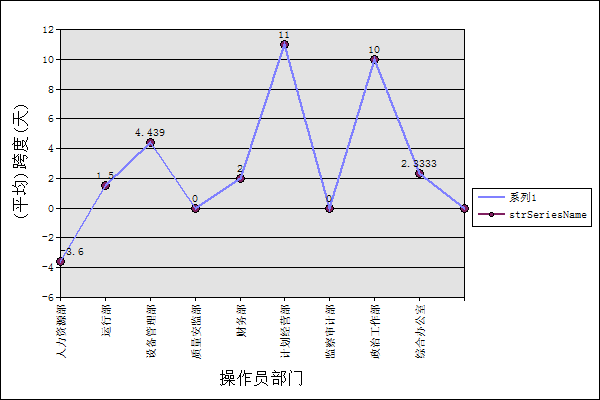 12
10
8
6
4
2
0
-2
-4
-6
(平均)跨度(天)
-3.6
1.5
4.439
0
2
11
0
10
2.3333
人力资源部
运行部
设备管理部
质量安监部
财务部
计划经营部
监察审计部
政治工作部
综合办公室
操作员部门
系列1
strSeriesName